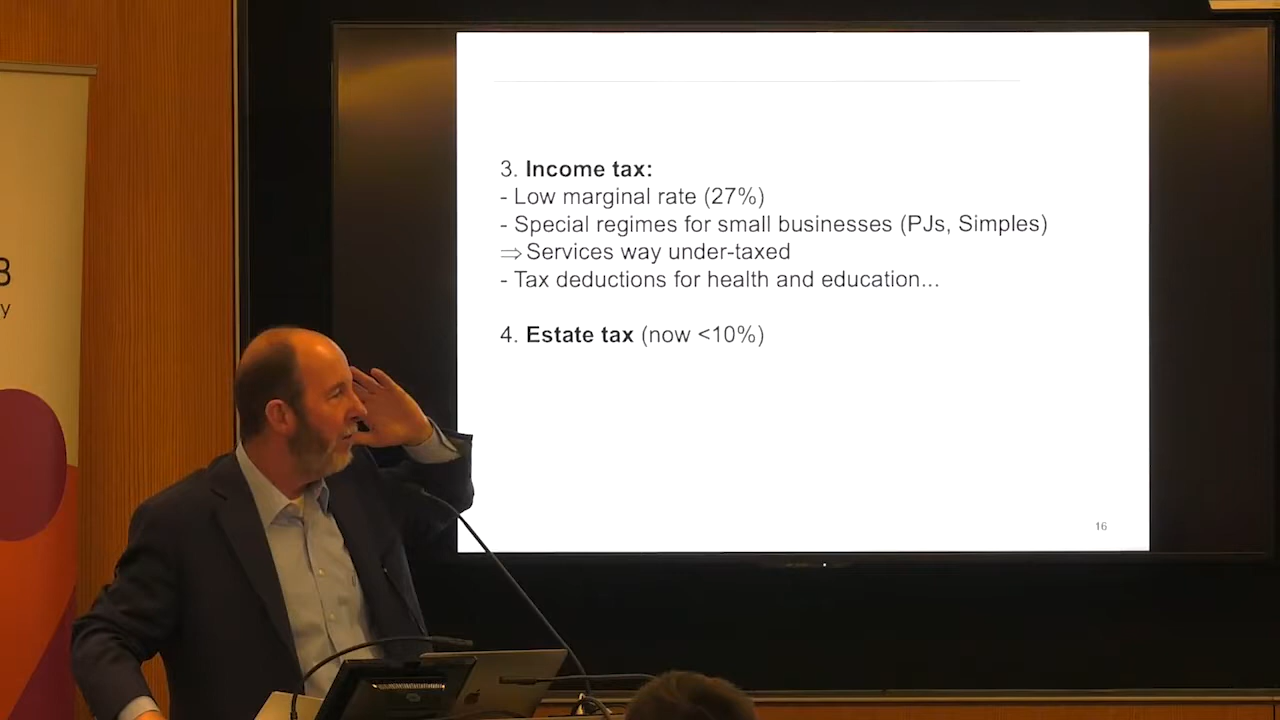 3. Income tax:
- Low marginal rate (27%)
- Special regimes for small businesses (PJs, Simples)
⇒ Services way under-taxed
- Tax deductions for health and education...
4. Estate tax (now <10%)
16